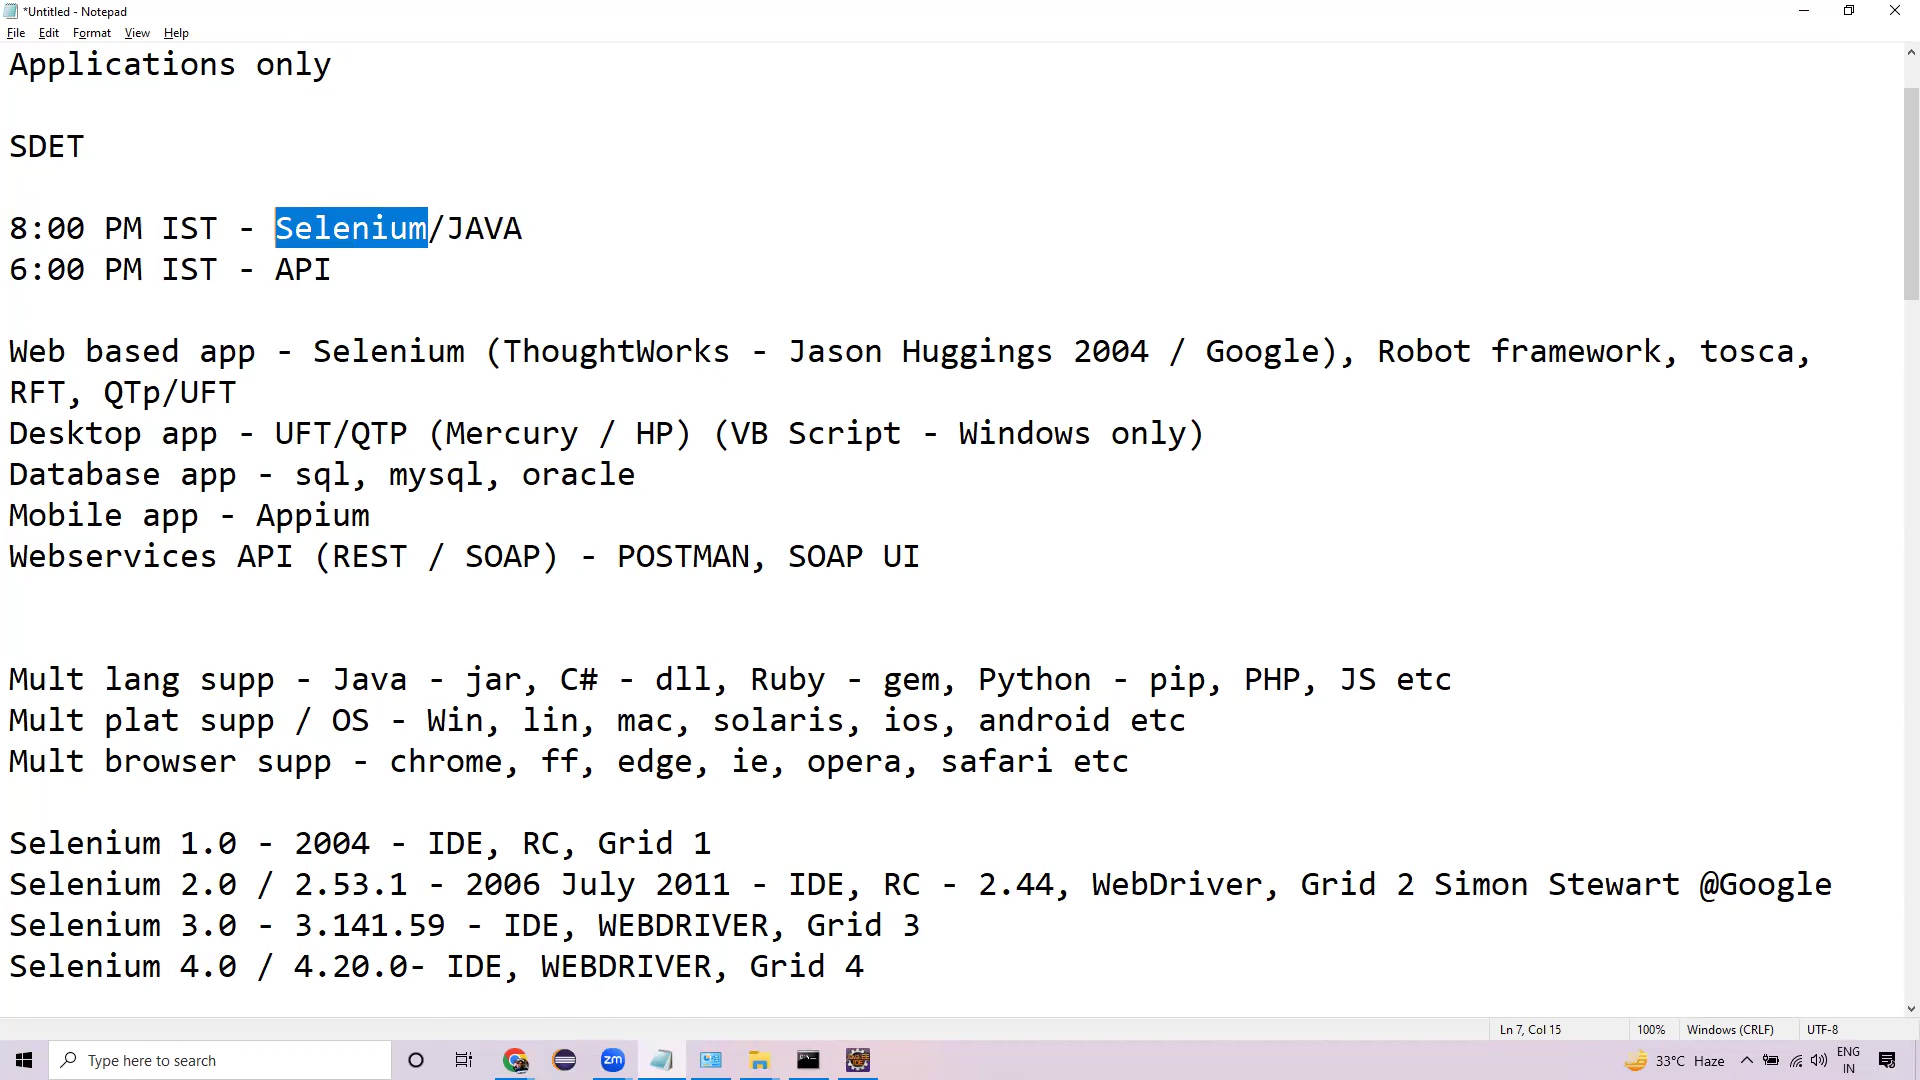 *Untitled - Notepad
File Edit Format View Help
Applications only
SDET
8:00 PM IST - Selenium/JAVA
6:00 PM IST - API
Web based app - Selenium (ThoughtWorks - Jason Huggings 2004 / Google), Robot framework, tosca,
RFT, QTp/UFT
Desktop app - UFT/QTP (Mercury / HP) (VB Script - Windows only)
Database app - sql, mysql, oracle
Mobile app - Appium
Webservices API (REST / SOAP) - POSTMAN, SOAP UI
Mult lang supp - Java - jar, C# - dll, Ruby - gem, Python - pip, PHP, JS etc
Mult plat supp / OS - Win, lin, mac, solaris, ios, android etc
Mult browser supp - chrome, ff, edge, ie, opera, safari etc
Selenium 1.0 - 2004 - IDE, RC, Grid 1
Selenium 2.0 / 2.53.1 - 2006 July 2011 - IDE, RC - 2.44, WebDriver, Grid 2 Simon Stewart @Google
Selenium 3.0 - 3.141.59 - IDE, WEBDRIVER, Grid 3
Selenium 4.0 / 4.20.0- IDE, WEBDRIVER, Grid 4
Ln 7, Col 15 100% Windows (CRLF) UTF-8
Type here to search zm 33°C Haze ENG
IN